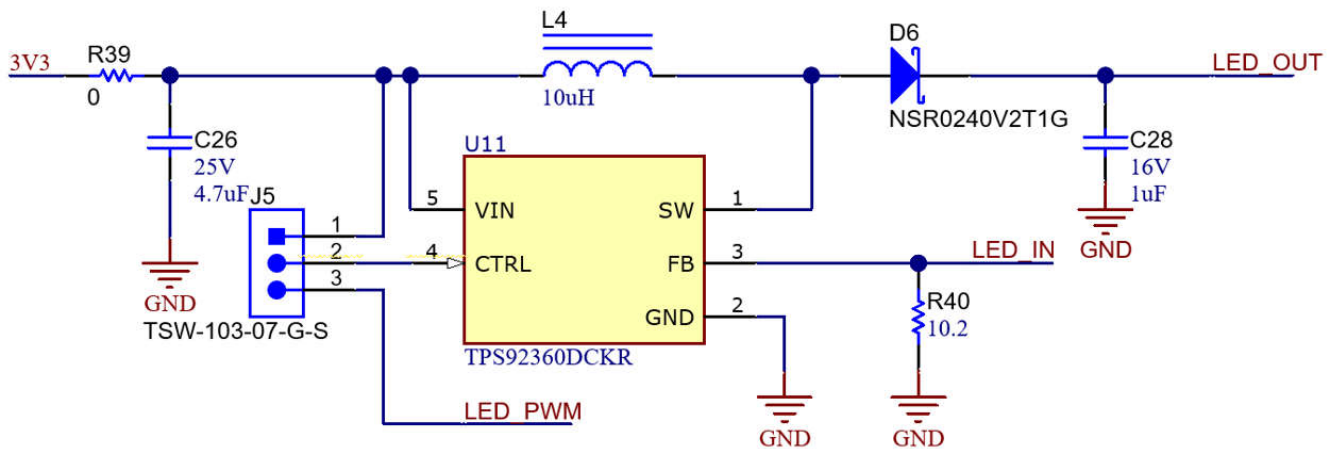 L4
D6
3V3
R39
LED_OUT
0
10uH
NSR0240V2T1G
C26
25V
4.7uF
U11
C28
16V
1uF
J5
1
2
3
5
VIN
SW
1
4
CTRL
FB
3
LED_IN
GND
2
GND
R40
10.2
GND
TSW-103-07-G-S
TPS92360DCKR
LED_PWM
GND
GND